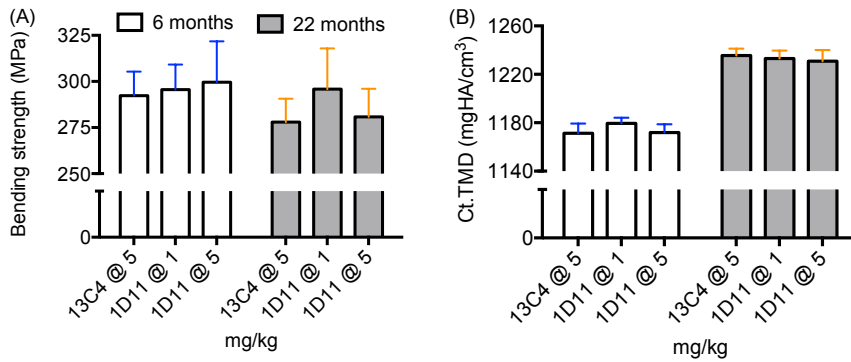 (A)
6 months
22 months
Bending strength (MPa)
325
300
275
250
0
13C4 @ 5
1D11 @ 1
1D11 @ 5
13C4 @ 5
1D11 @ 1
1D11 @ 5
mg/kg
(B)
Ct.TMD (mgHA/cm³)
1260
1220
1180
1140
0
13C4 @ 5
1D11 @ 1
1D11 @ 5
13C4 @ 5
1D11 @ 1
1D11 @ 5
mg/kg